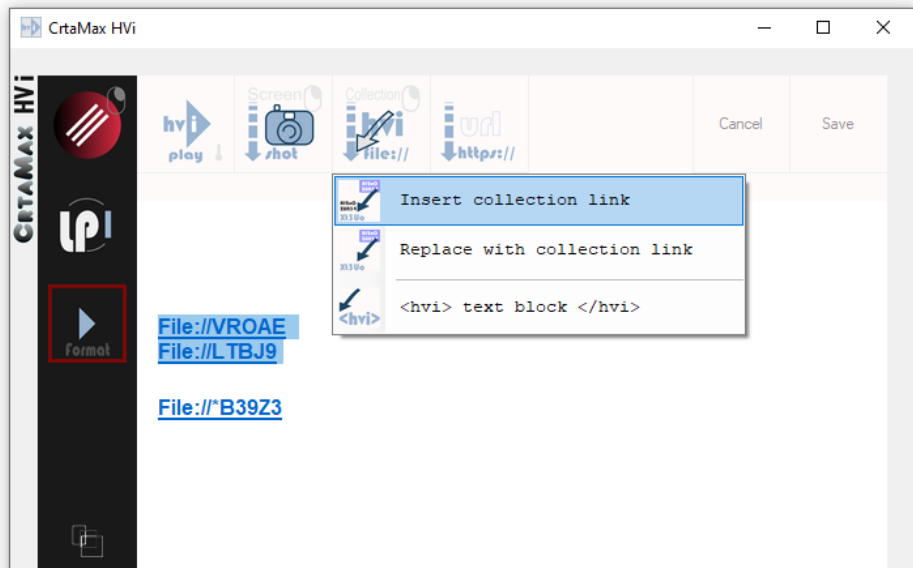 CrtaMax HVi
CRTAMAX HVi
hvi
play
Screen
shot
Collection
hvi
file://
url
https://
Cancel
Save
LPI
Format
Insert collection link
Replace with collection link
<hvi>
<hvi> text block </hvi>
File://VROAE
File://LTBJ9
File://*B39Z3